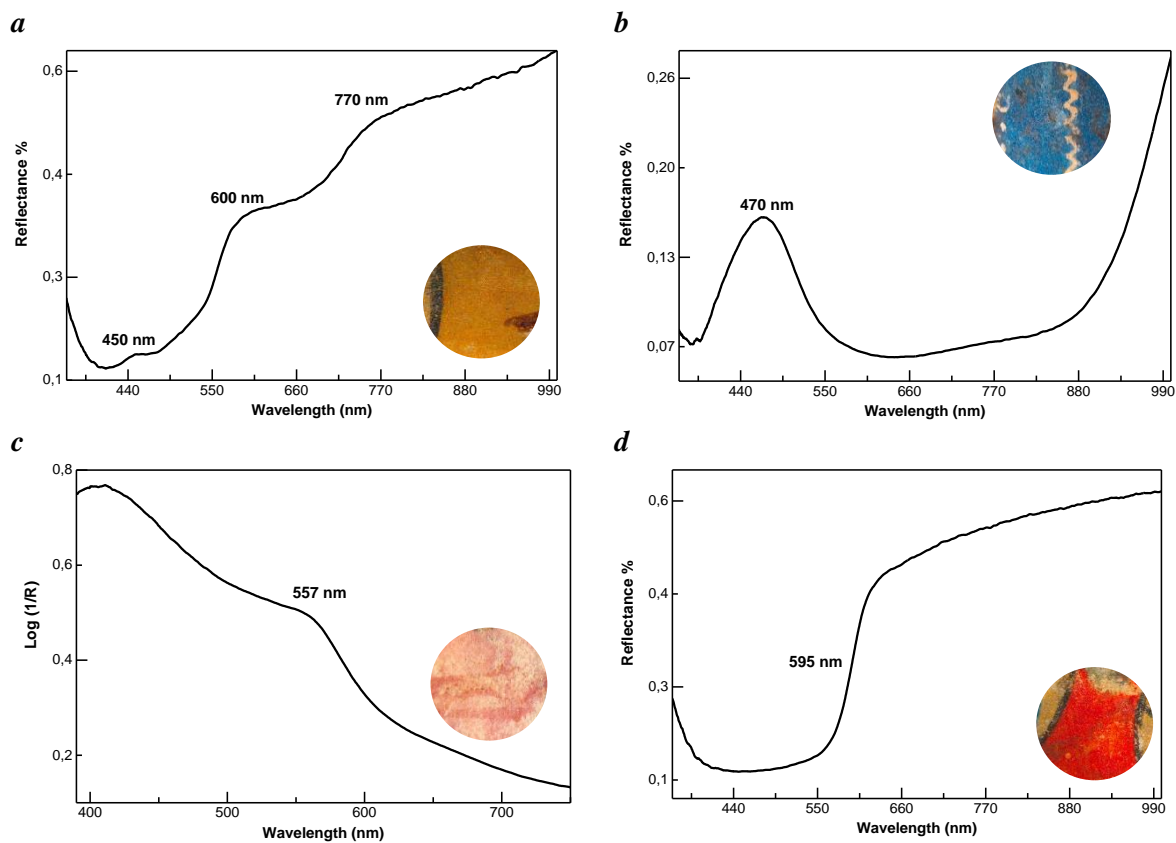 a
0,6
0,4
0,3
0,1
Reflectance %
450 nm
600 nm
770 nm
440 550 660 770 880 990
Wavelength (nm)
b
0,26
0,20
0,13
0,07
Reflectance %
470 nm
440 550 660 770 880 990
Wavelength (nm)
c
0,8
0,6
0,4
0,2
Log (1/R)
557 nm
400 500 600 700
Wavelength (nm)
d
0,6
0,4
0,3
0,1
Reflectance %
595 nm
440 550 660 770 880 990
Wavelength (nm)